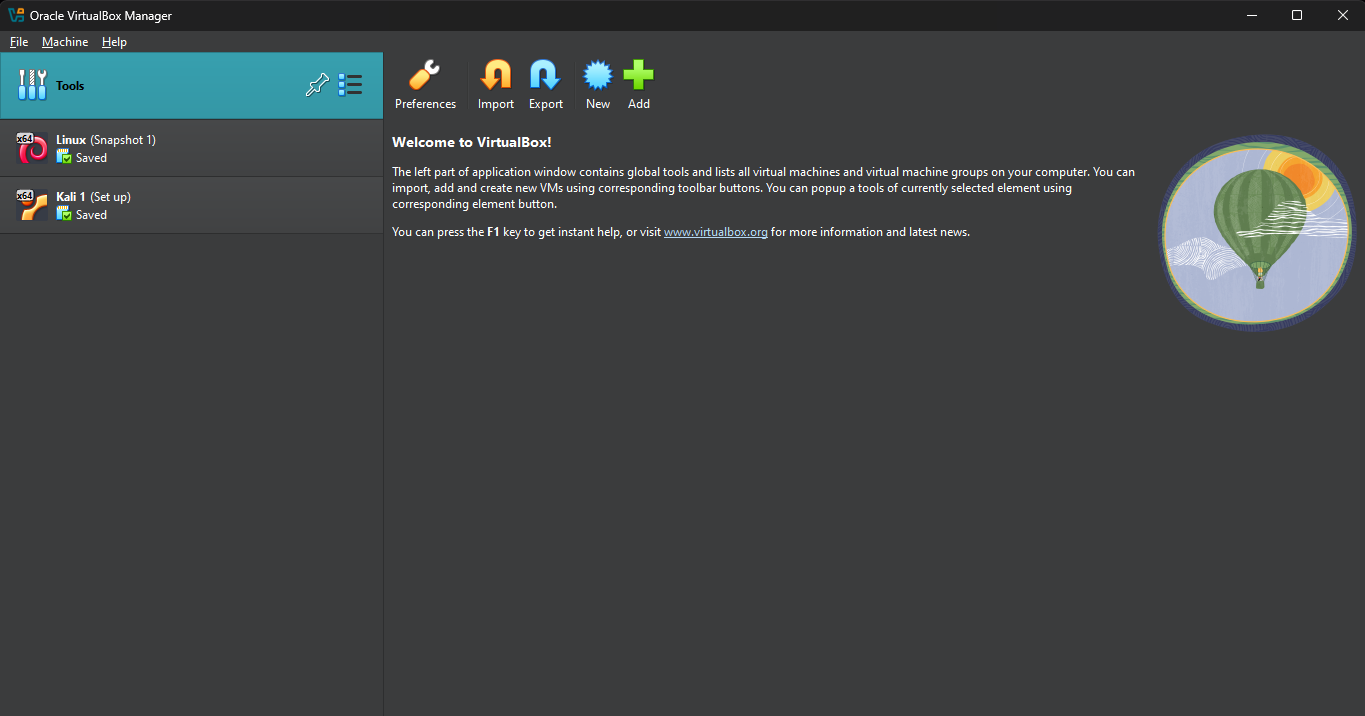 Oracle VirtualBox Manager
File Machine Help
Tools
Preferences Import Export New Add
x64 Linux (Snapshot 1)
Saved
x64 Kali 1 (Set up)
Saved
Welcome to VirtualBox!
The left part of application window contains global tools and lists all virtual machines and virtual machine groups on your computer. You can
import, add and create new VMs using corresponding toolbar buttons. You can popup a tools of currently selected element using
corresponding element button.
You can press the F1 key to get instant help, or visit www.virtualbox.org for more information and latest news.